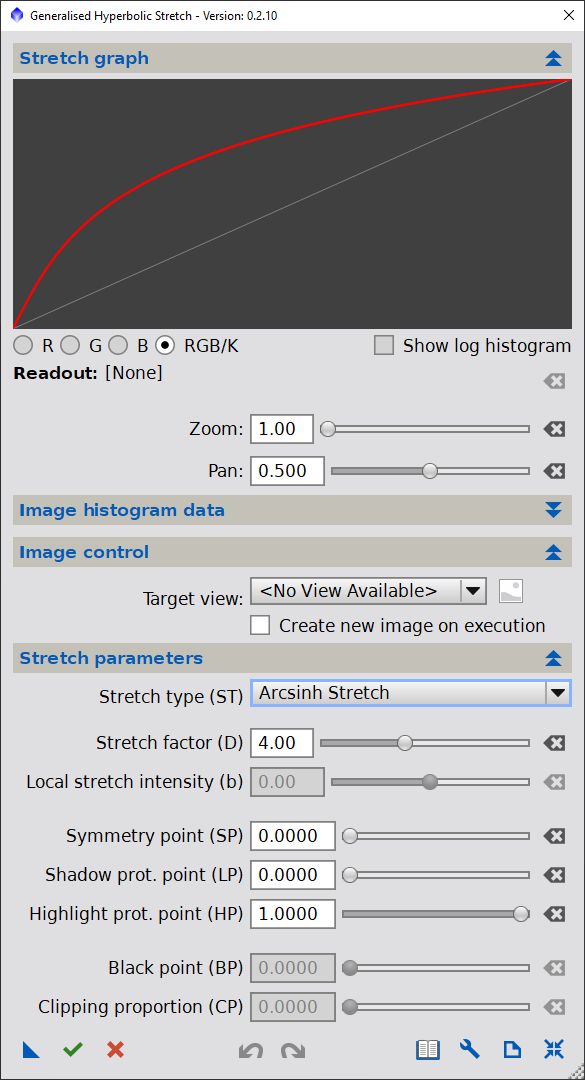 Generalised Hyperbolic Stretch - Version: 0.2.10
Stretch graph
R G B RGB/K Show log histogram
Readout: [None]
Zoom: 1.00
Pan: 0.500
Image histogram data
Image control
Target view: <No View Available>
Create new image on execution
Stretch parameters
Stretch type (ST) Arcsinh Stretch
Stretch factor (D) 4.00
Local stretch intensity (b) 0.00
Symmetry point (SP) 0.0000
Shadow prot. point (LP) 0.0000
Highlight prot. point (HP) 1.0000
Black point (BP) 0.0000
Clipping proportion (CP) 0.0000